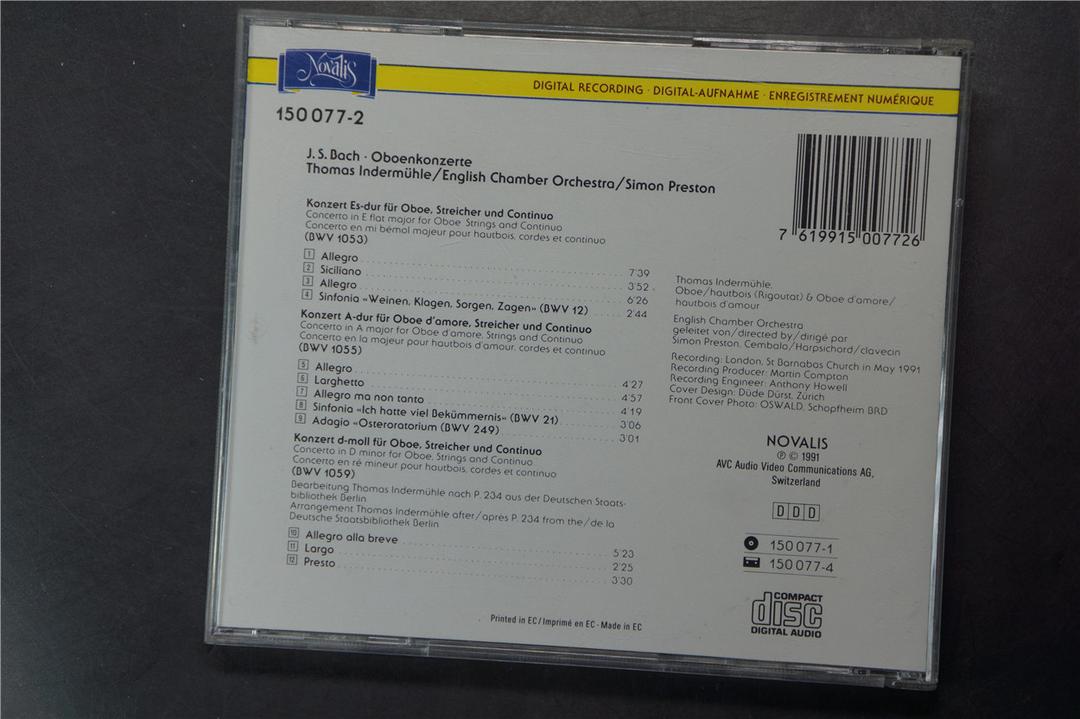 Novalis
DIGITAL RECORDING · DIGITAL-AUFNAHME · ENREGISTREMENT NUMÉRIQUE
150 077-2
J. S. Bach · Oboenkonzerte
Thomas Indermühle/English Chamber Orchestra/Simon Preston
7 619915 007726
Konzert Es-dur für Oboe, Streicher und Continuo
Concerto in E flat major for Oboe, Strings and Continuo
Concerto en mi bémol majeur pour hautbois, cordes et continuo
(BWV 1053)
1 Allegro 7'39
2 Siciliano 3'52
3 Allegro 6'26
4 Sinfonia «Weinen, Klagen, Sorgen, Zagen» (BWV 12) 2'44
Konzert A-dur für Oboe d'amore, Streicher und Continuo
Concerto in A major for Oboe d'amore, Strings and Continuo
Concerto en la majeur pour hautbois d'amour, cordes et continuo
(BWV 1055)
5 Allegro 4'27
6 Larghetto 4'57
7 Allegro ma non tanto 4'19
8 Sinfonia «Ich hatte viel Bekümmernis» (BWV 21) 3'06
9 Adagio «Osteroratorium (BWV 249) 3'01
Konzert d-moll für Oboe, Streicher und Continuo
Concerto in D minor for Oboe, Strings and Continuo
Concerto en ré mineur pour hautbois, cordes et continuo
(BWV 1059)
Bearbeitung Thomas Indermühle nach P. 234 aus der Deutschen Staats-
bibliothek Berlin
Arrangement Thomas Indermühle after/après P. 234 from the/de la
Deutsche Staatsbibliothek Berlin
10 Allegro alla breve 5'23
11 Largo 2'25
12 Presto 3'30
Thomas Indermühle,
Oboe/hautbois (Rigoutat) & Oboe d'amore/
hautbois d'amour
English Chamber Orchestra
geleitet von/directed by/dirigé par
Simon Preston, Cembalo/Harpsichord/clavecin
Recording: London, St Barnabas Church in May 1991
Recording Producer: Martin Compton
Recording Engineer: Anthony Howell
Cover Design: Düde Dürst, Zürich
Front Cover Photo: OSWALD, Schopfheim BRD
NOVALIS
℗ © 1991
AVC Audio Video Communications AG,
Switzerland
DDD
150 077-1
150 077-4
COMPACT
disc
DIGITAL AUDIO
Printed in EC/Imprimé en EC · Made in EC